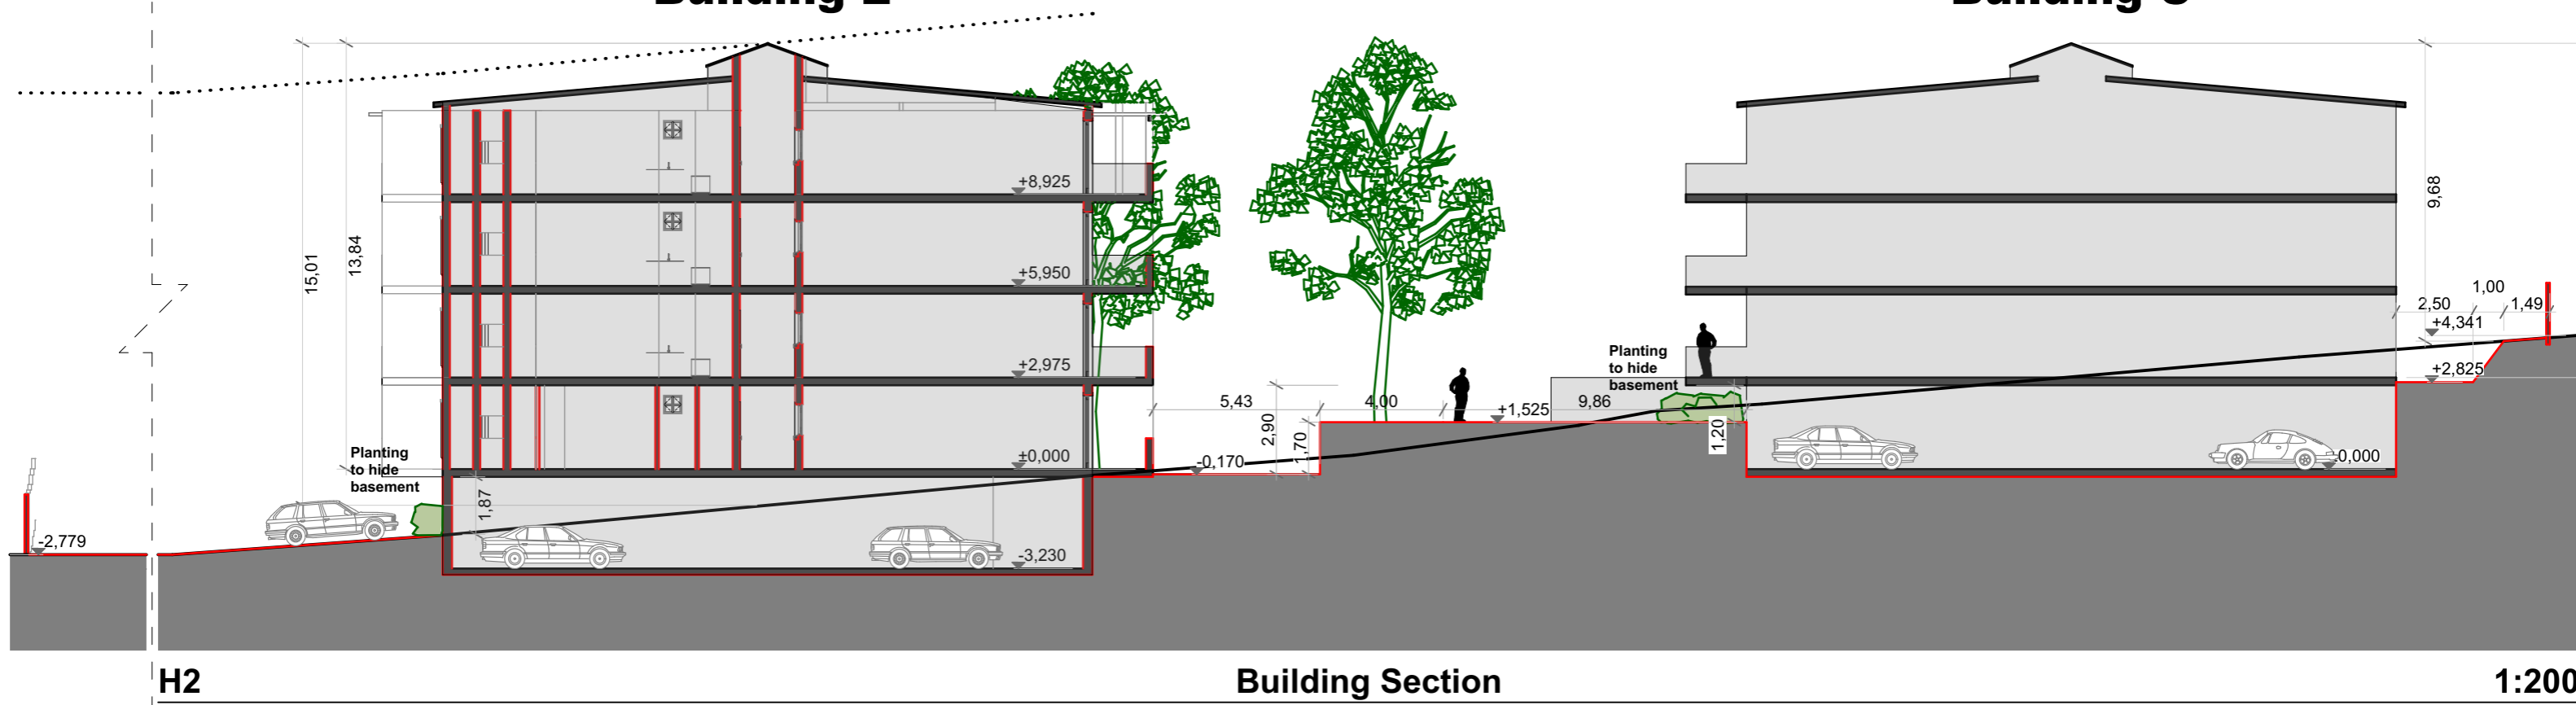 Building
Building
15,01
13,84
+8,925
+5,950
+2,975
±0,000
-3,230
1,87
Planting
to hide
basement
-2,779
5,43
4,00
9,86
2,90
1,70
-0,170
+1,525
Planting
to hide
basement
1,20
9,68
1,00
2,50
1,49
+4,341
+2,825
0,000
H2
Building Section
1:200